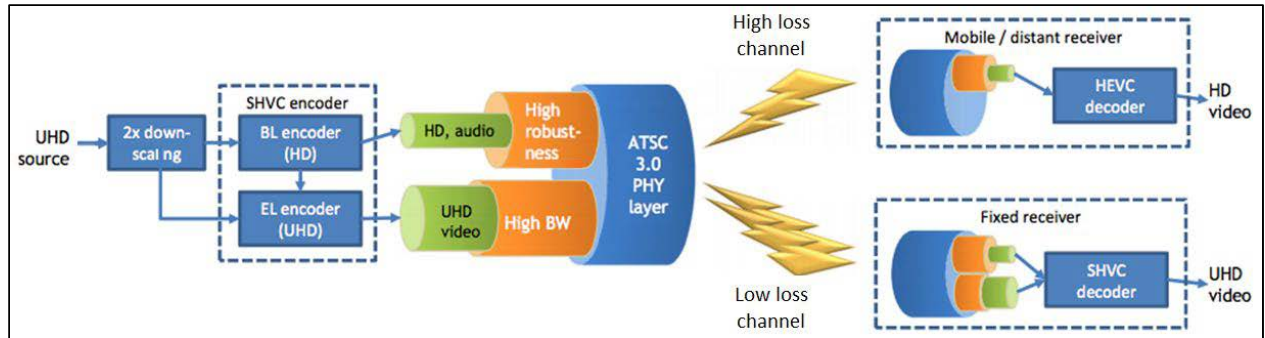 UHD
source
2x down-
scaling
SHVC encoder
BL encoder
(HD)
EL encoder
(UHD)
HD, audio
High
robust-
ness
UHD
video
High BW
ATSC
3.0
PHY
layer
High loss
channel
Low loss
channel
Mobile / distant receiver
HEVC
decoder
HD
video
Fixed receiver
SHVC
decoder
UHD
video